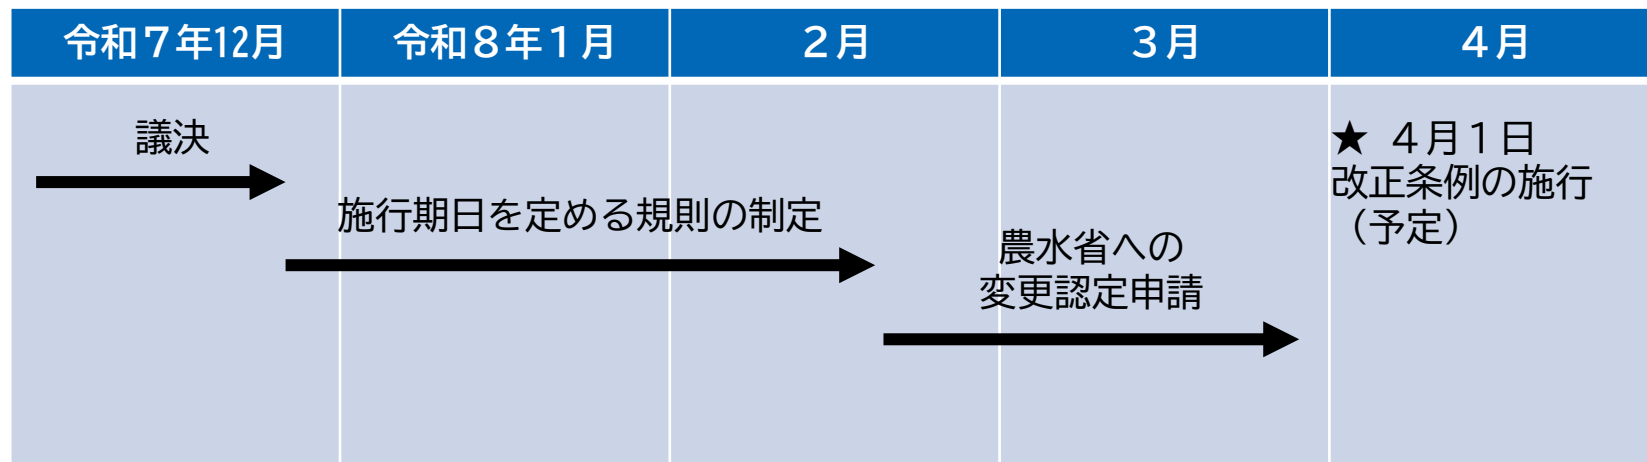 令和７年12月
令和８年１月
２月
３月
４月
議決
施行期日を定める規則の制定
農水省への
変更認定申請
★ ４月１日
改正条例の施行
（予定）